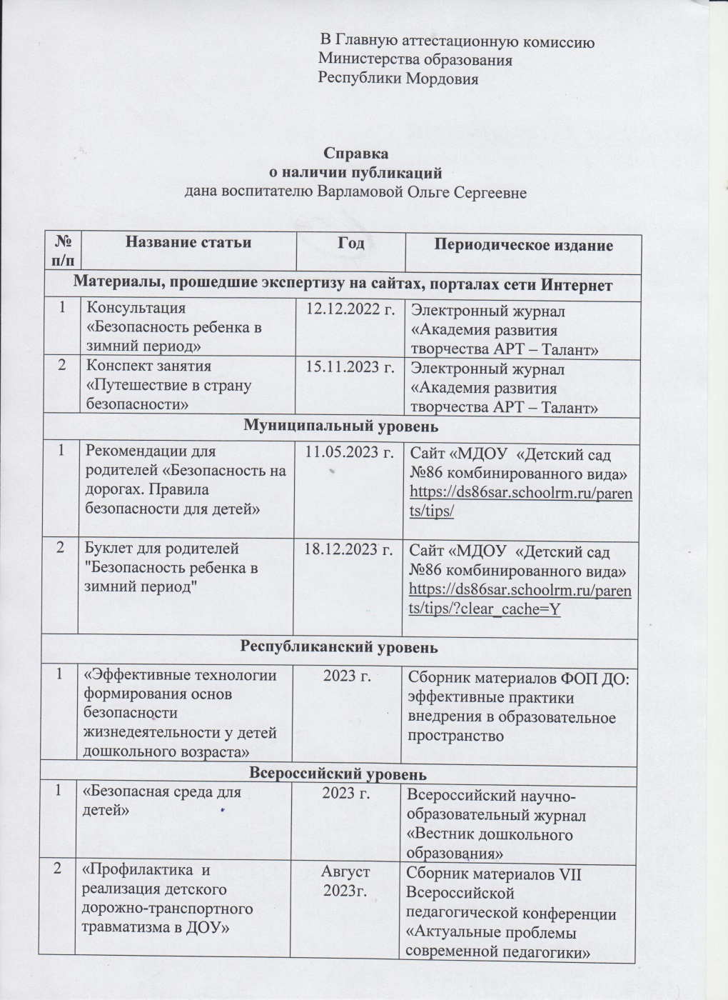 В Главную аттестационную комиссию
Министерства образования
Республики Мордовия
Справка
о наличии публикаций
дана воспитателю Варламовой Ольге Сергеевне
№ п/п
Название статьи
Год
Периодическое издание
Материалы, прошедшие экспертизу на сайтах, порталах сети Интернет
1
Консультация
«Безопасность ребенка в
зимний период»
12.12.2022 г.
Электронный журнал
«Академия развития
творчества АРТ – Талант»
2
Конспект занятия
«Путешествие в страну
безопасности»
15.11.2023 г.
Электронный журнал
«Академия развития
творчества АРТ – Талант»
Муниципальный уровень
1
Рекомендации для
родителей «Безопасность на
дорогах. Правила
безопасности для детей»
11.05.2023 г.
Сайт «МДОУ «Детский сад
№86 комбинированного вида»
https://ds86sar.schoolrm.ru/paren
ts/tips/
2
Буклет для родителей
"Безопасность ребенка в
зимний период"
18.12.2023 г.
Сайт «МДОУ «Детский сад
№86 комбинированного вида»
https://ds86sar.schoolrm.ru/paren
ts/tips/?clear_cache=Y
Республиканский уровень
1
«Эффективные технологии
формирования основ
безопасности
жизнедеятельности у детей
дошкольного возраста»
2023 г.
Сборник материалов ФОП ДО:
эффективные практики
внедрения в образовательное
пространство
Всероссийский уровень
1
«Безопасная среда для
детей»
2023 г.
Всероссийский научно-
образовательный журнал
«Вестник дошкольного
образования»
2
«Профилактика и
реализация детского
дорожно-транспортного
травматизма в ДОУ»
Август
2023г.
Сборник материалов VII
Всероссийской
педагогической конференции
«Актуальные проблемы
современной педагогики»